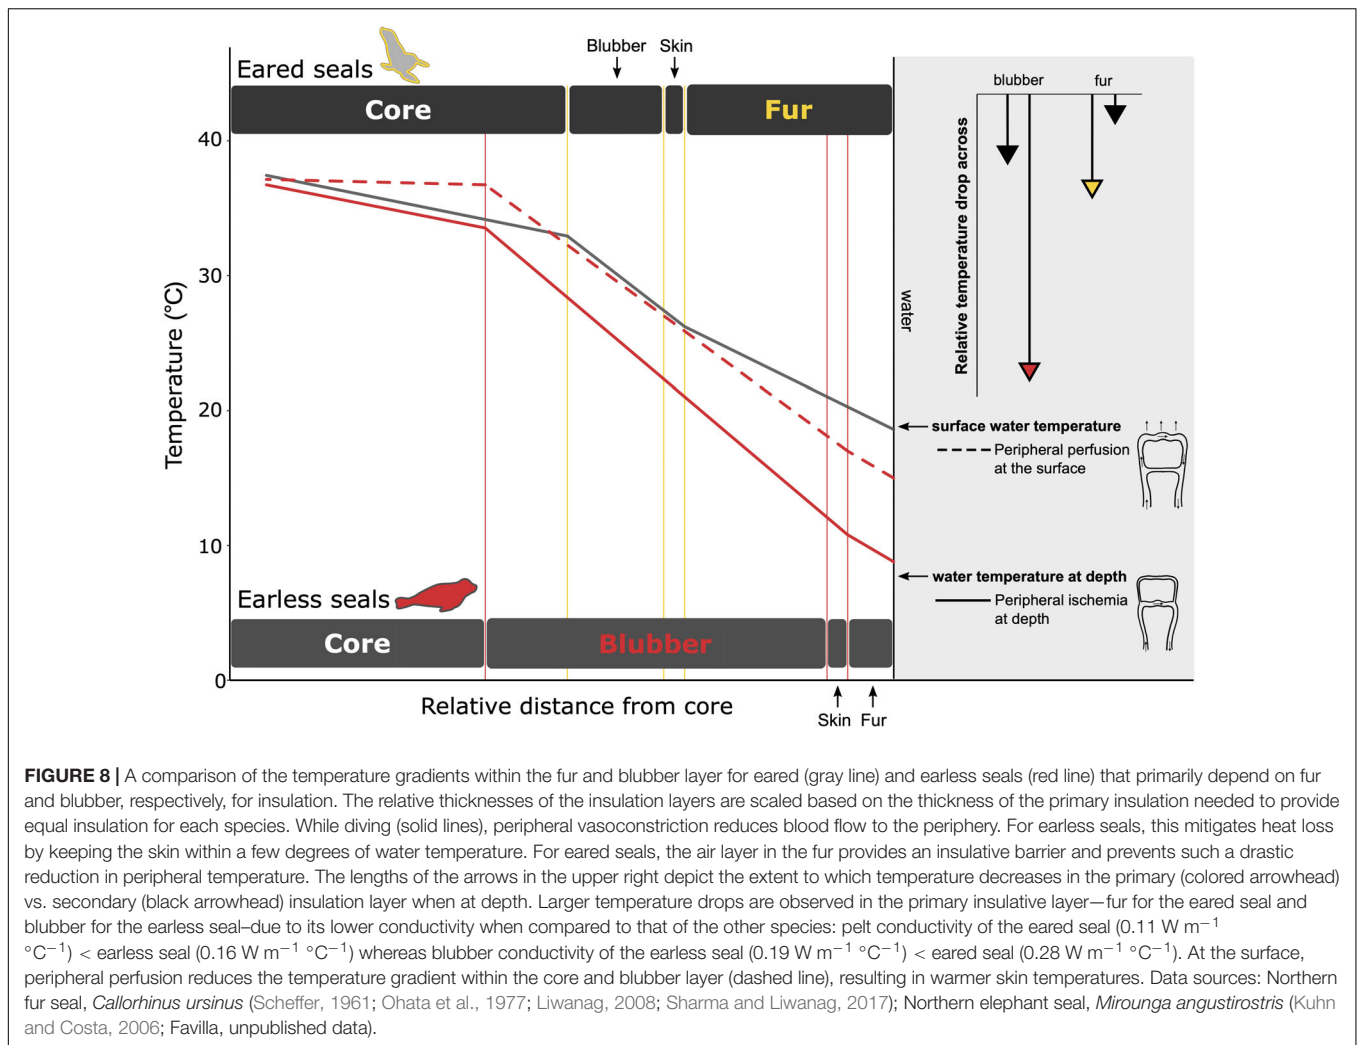 Eared seals
Blubber
Skin
Core
Fur
40
30
20
10
0
Temperature (°C)
Earless seals
Core
Blubber
Relative distance from core
Skin
Fur
water
blubber
fur
Relative temperature drop across
surface water temperature
Peripheral perfusion
at the surface
water temperature at depth
Peripheral ischemia
at depth
FIGURE 8 | A comparison of the temperature gradients within the fur and blubber layer for eared (gray line) and earless seals (red line) that primarily depend on fur
and blubber, respectively, for insulation. The relative thicknesses of the insulation layers are scaled based on the thickness of the primary insulation needed to provide
equal insulation for each species. While diving (solid lines), peripheral vasoconstriction reduces blood flow to the periphery. For earless seals, this mitigates heat loss
by keeping the skin within a few degrees of water temperature. For eared seals, the air layer in the fur provides an insulative barrier and prevents such a drastic
reduction in peripheral temperature. The lengths of the arrows in the upper right depict the extent to which temperature decreases in the primary (colored arrowhead)
vs. secondary (black arrowhead) insulation layer when at depth. Larger temperature drops are observed in the primary insulative layer—fur for the eared seal and
blubber for the earless seal–due to its lower conductivity when compared to that of the other species: pelt conductivity of the eared seal (0.11 W m⁻¹
°C⁻¹) < earless seal (0.16 W m⁻¹ °C⁻¹) whereas blubber conductivity of the earless seal (0.19 W m⁻¹ °C⁻¹) < eared seal (0.28 W m⁻¹ °C⁻¹). At the surface,
peripheral perfusion reduces the temperature gradient within the core and blubber layer (dashed line), resulting in warmer skin temperatures. Data sources: Northern
fur seal, Callorhinus ursinus (Scheffer, 1961; Ohata et al., 1977; Liwanag, 2008; Sharma and Liwanag, 2017); Northern elephant seal, Mirounga angustirostris (Kuhn
and Costa, 2006; Favilla, unpublished data).